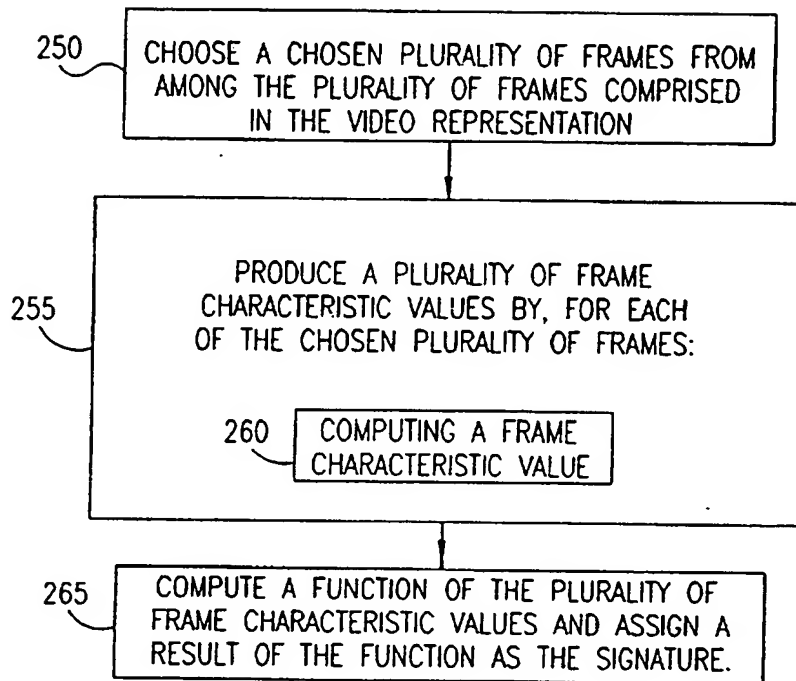 250
CHOOSE A CHOSEN PLURALITY OF FRAMES FROM
AMONG THE PLURALITY OF FRAMES COMPRISED
IN THE VIDEO REPRESENTATION
255
PRODUCE A PLURALITY OF FRAME
CHARACTERISTIC VALUES BY, FOR EACH
OF THE CHOSEN PLURALITY OF FRAMES:
260
COMPUTING A FRAME
CHARACTERISTIC VALUE
265
COMPUTE A FUNCTION OF THE PLURALITY OF
FRAME CHARACTERISTIC VALUES AND ASSIGN A
RESULT OF THE FUNCTION AS THE SIGNATURE.